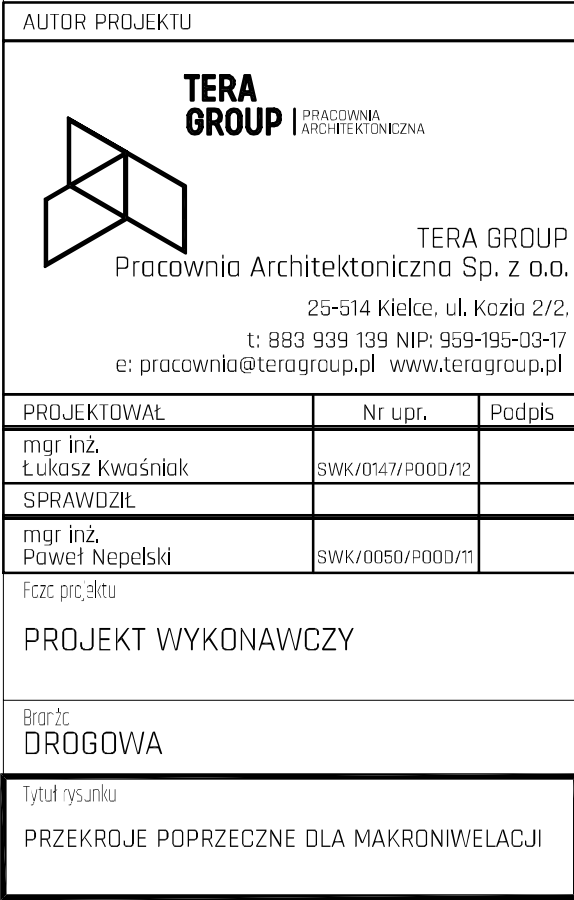 AUTOR PROJEKTU
TERA
GROUP
PRACOWNIA
ARCHITEKTONICZNA
TERA GROUP
Pracownia Architektoniczna Sp. z o.o.
25-514 Kielce, ul. Kozia 2/2,
t: 883 939 139 NIP: 959-195-03-17
e: pracownia@teragroup.pl www.teragroup.pl
PROJEKTOWAŁ Nr upr. Podpis
mgr inż.
Łukasz Kwaśniak SWK/0147/POOD/12
SPRAWDZIŁ
mgr inż.
Paweł Nepelski SWK/0050/POOD/11
Faza projektu
PROJEKT WYKONAWCZY
Branża
DROGOWA
Tytuł rysunku
PRZEKROJE POPRZECZNE DLA MAKRONIWELACJI